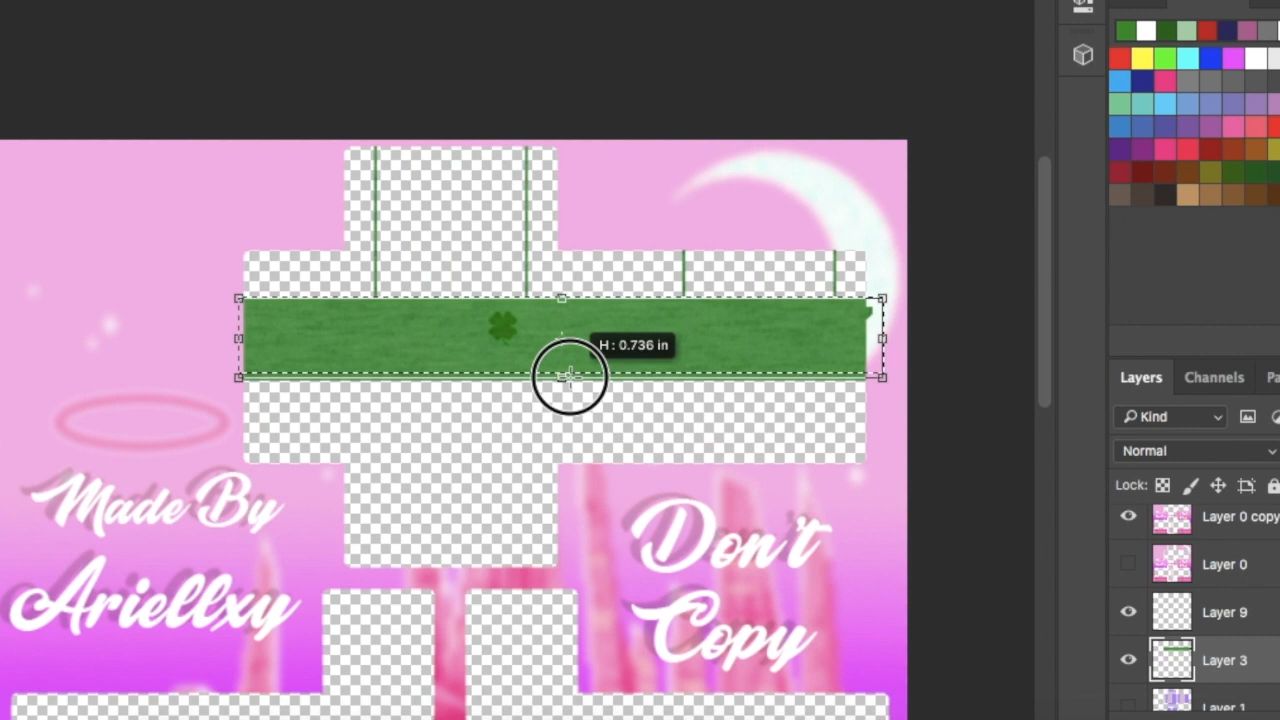 H: 0.736 in
Made By
Ariellxy
Don't
Copy
Layers Channels Pa
Kind
Normal
Lock:
Layer 0 copy
Layer 0
Layer 9
Layer 3
Layer 1